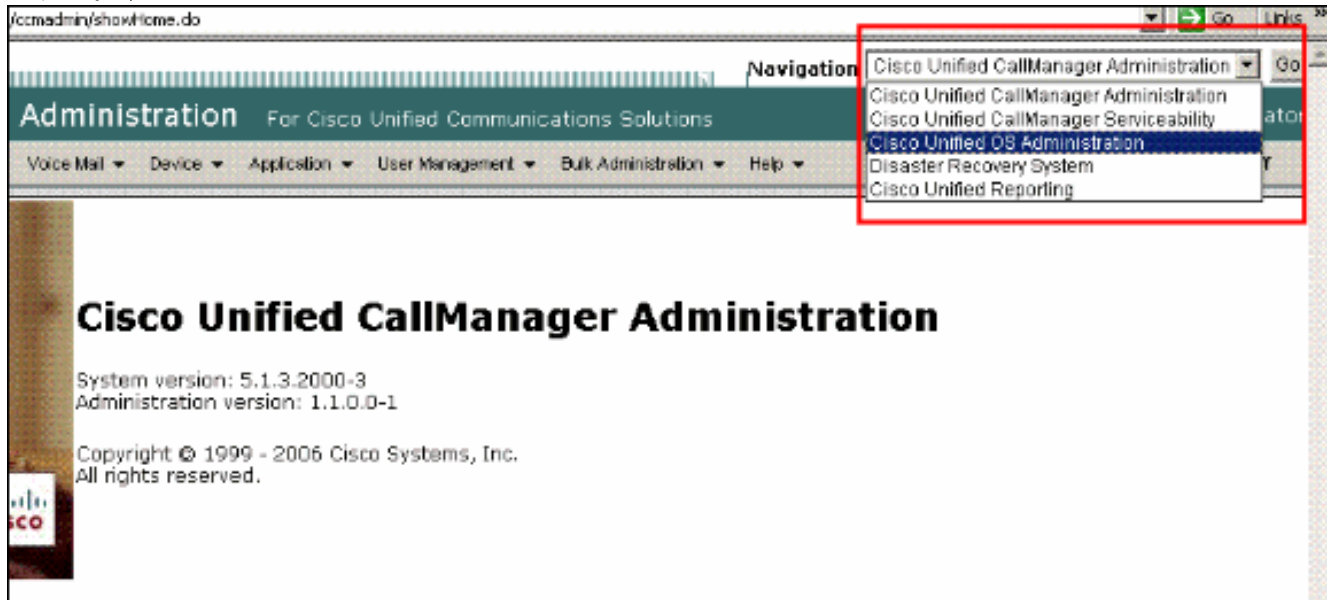 /ccmadmin/showHome.do
Go Links »
Navigation Cisco Unified CallManager Administration Go
Cisco Unified CallManager Administration
Cisco Unified CallManager Serviceability
Cisco Unified OS Administration
Disaster Recovery System
Cisco Unified Reporting
Administration For Cisco Unified Communications Solutions
ator
Voice Mail Device Application User Management Bulk Administration Help
Cisco Unified CallManager Administration
System version: 5.1.3.2000-3
Administration version: 1.1.0.0-1
Copyright © 1999 - 2006 Cisco Systems, Inc.
All rights reserved.
sco